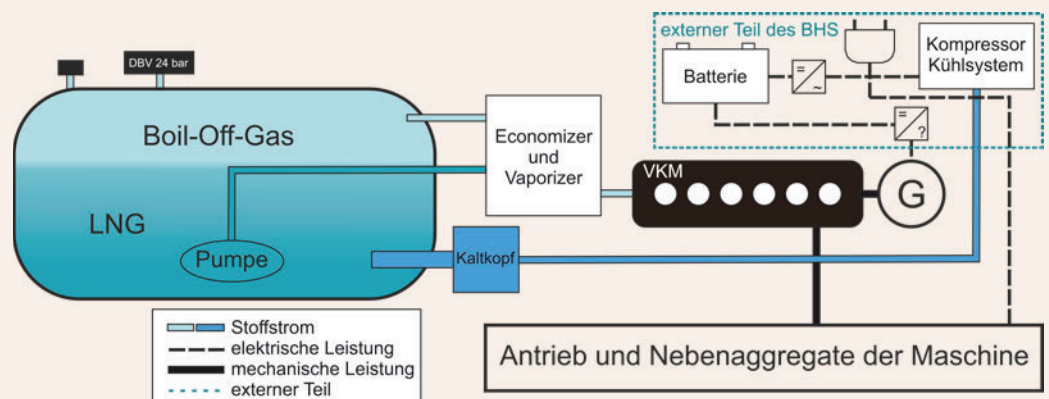 externer Teil des BHS
DBV 24 bar
Batterie
=
~
Kompressor
Kühlsystem
Boil-Off-Gas
Economizer
und
Vaporizer
=
?
VKM
G
LNG
Pumpe
Kaltkopf
Stoffstrom
elektrische Leistung
mechanische Leistung
externer Teil
Antrieb und Nebenaggregate der Maschine